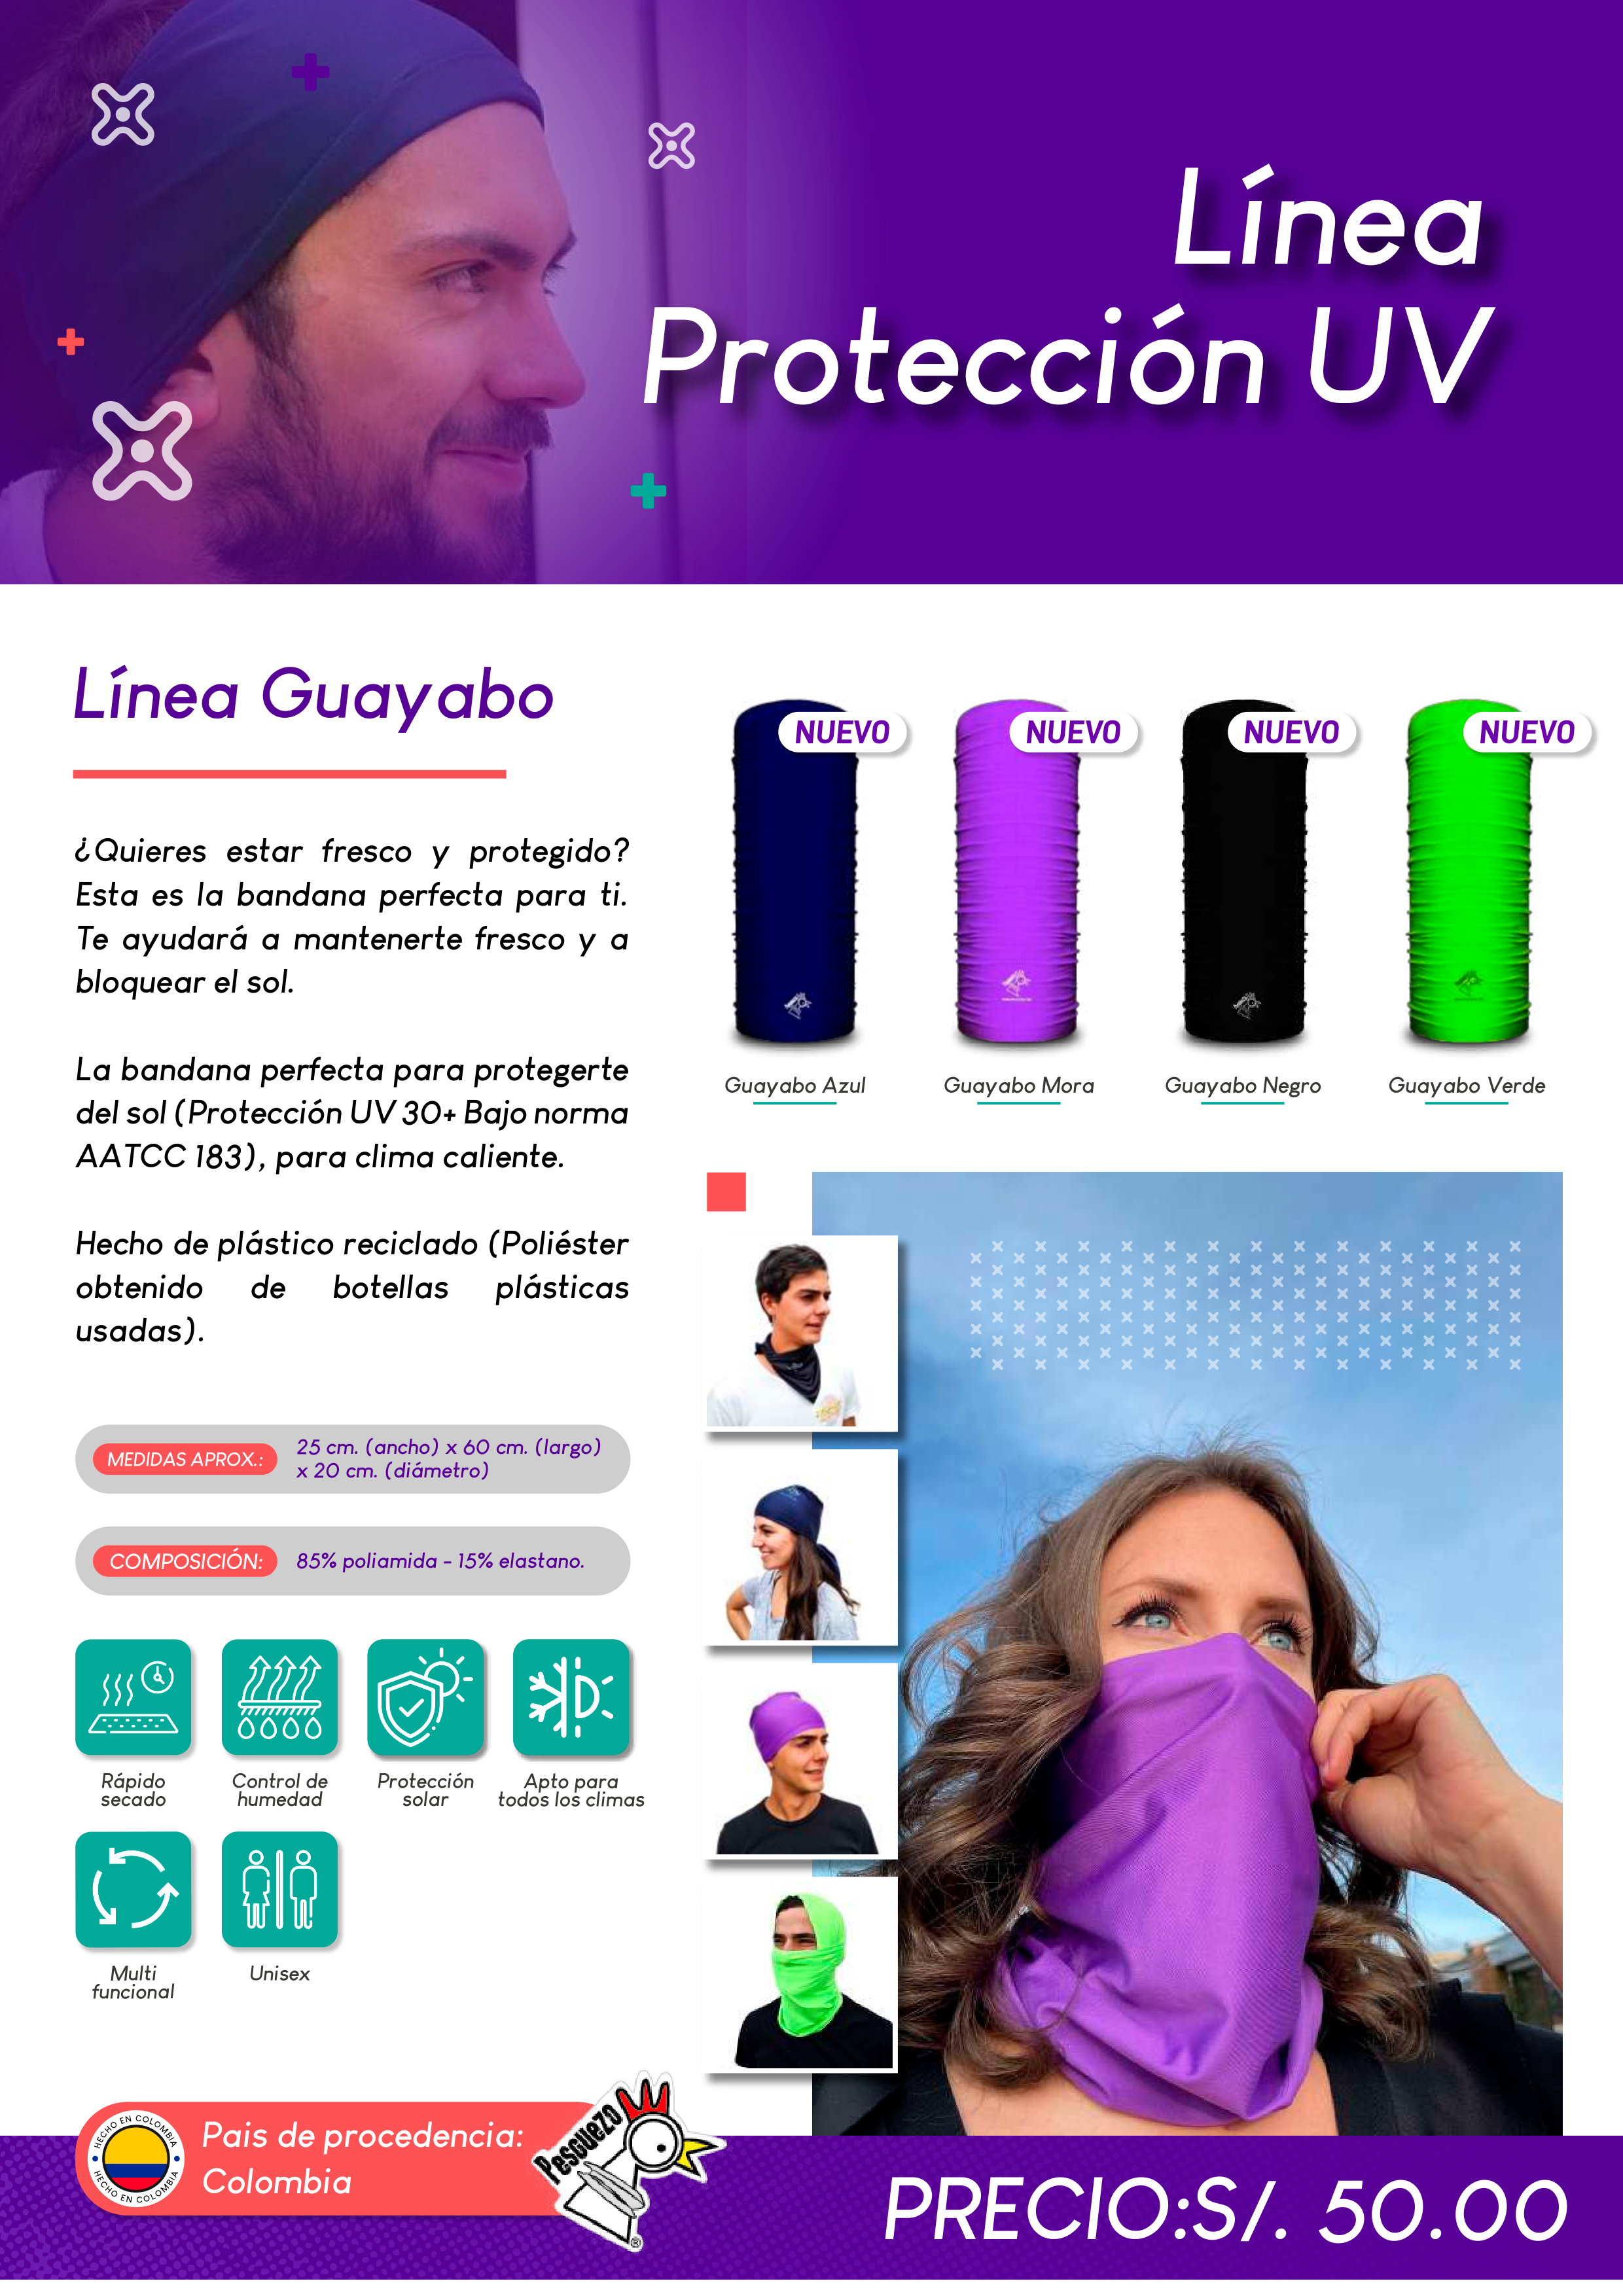 Línea
Protección UV
Línea Guayabo
¿Quieres estar fresco y protegido?
Esta es la bandana perfecta para ti.
Te ayudará a mantenerte fresco y a
bloquear el sol.
La bandana perfecta para protegerte
del sol (Protección UV 30+ Bajo norma
AATCC 183), para clima caliente.
Hecho de plástico reciclado (Poliéster
obtenido de botellas plásticas
usadas).
MEDIDAS APROX.:
25 cm. (ancho) x 60 cm. (largo)
x 20 cm. (diámetro)
COMPOSICIÓN:
85% poliamida - 15% elastano.
Rápido
secado
Control de
humedad
Protección
solar
Apto para
todos los climas
Multi
funcional
Unisex
NUEVO
NUEVO
NUEVO
NUEVO
Guayabo Azul
Guayabo Mora
Guayabo Negro
Guayabo Verde
HECHO EN COLOMBIA
HECHO EN COLOMBIA
Pais de procedencia:
Colombia
Pescuezo
®
PRECIO:S/. 50.00